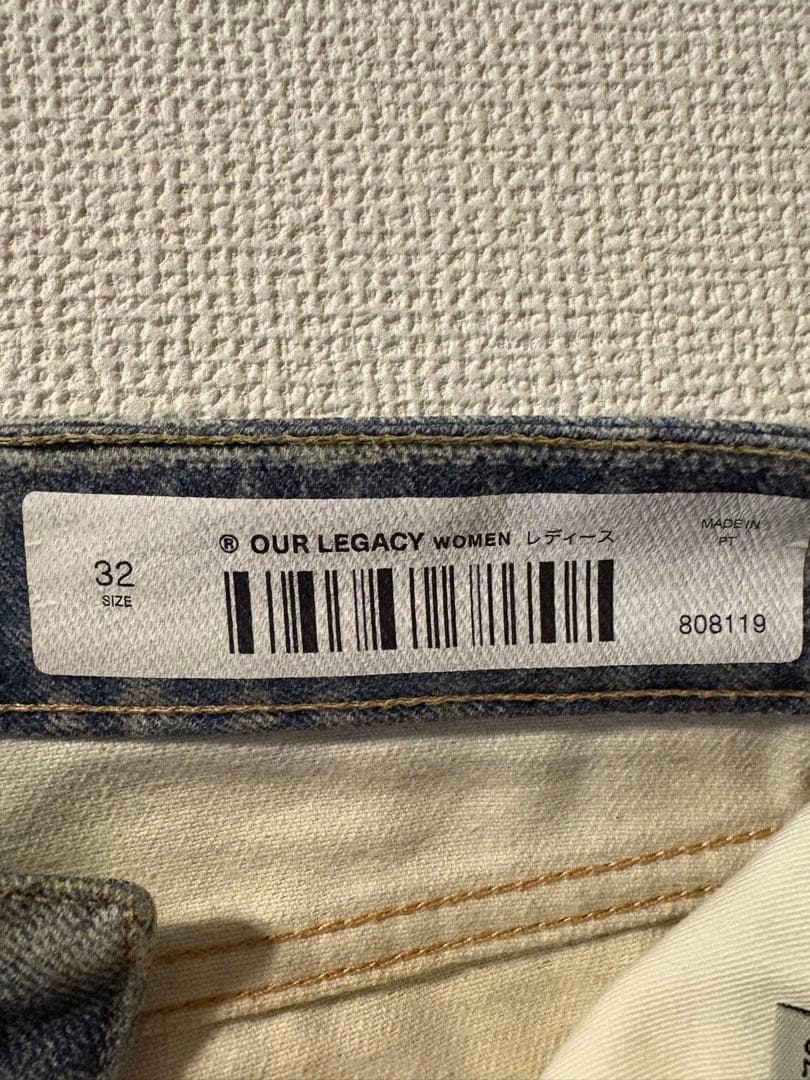 ® OUR LEGACY WOMEN レディース
32
SIZE
MADE IN
PT
808119